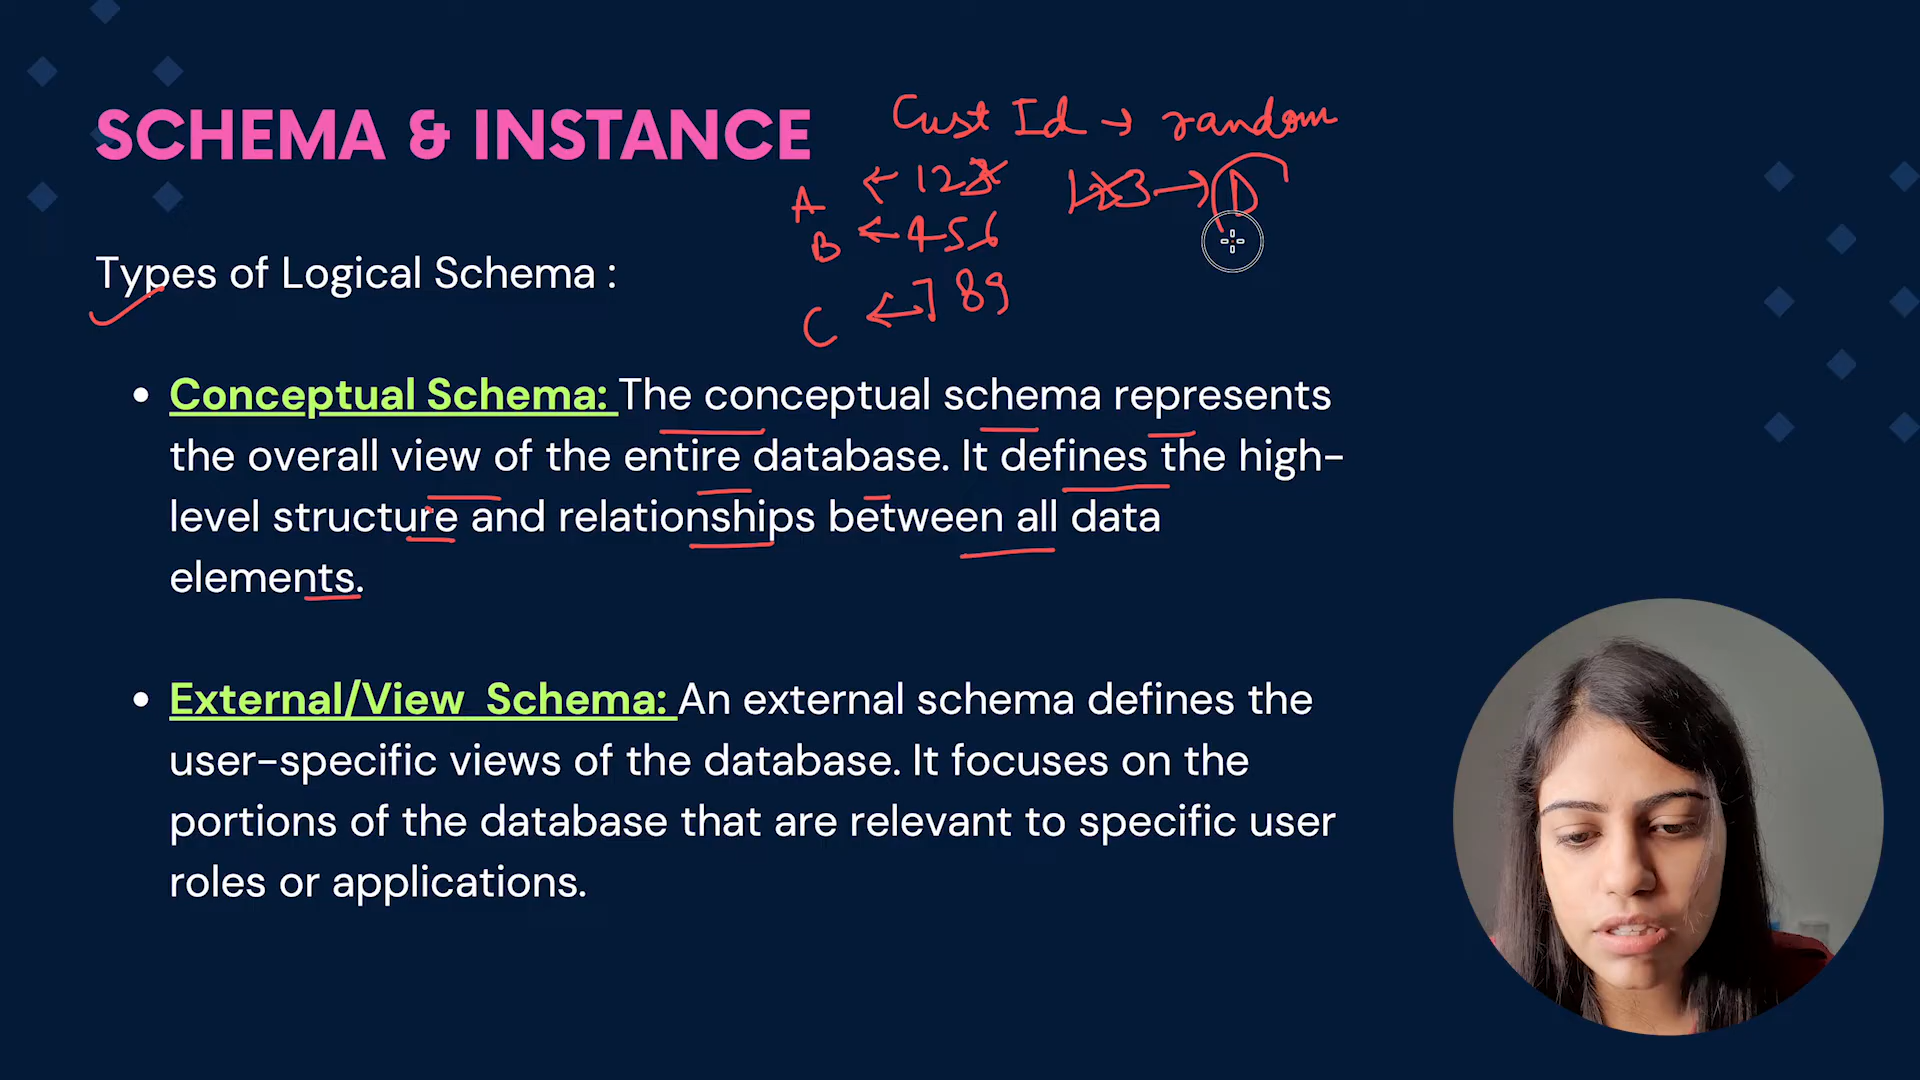 SCHEMA & INSTANCE
Cust Id → random
A ← 123
123 → D
B ← 456
C ← 789
Types of Logical Schema :
• Conceptual Schema: The conceptual schema represents
the overall view of the entire database. It defines the high-
level structure and relationships between all data
elements.
• External/View Schema: An external schema defines the
user-specific views of the database. It focuses on the
portions of the database that are relevant to specific user
roles or applications.